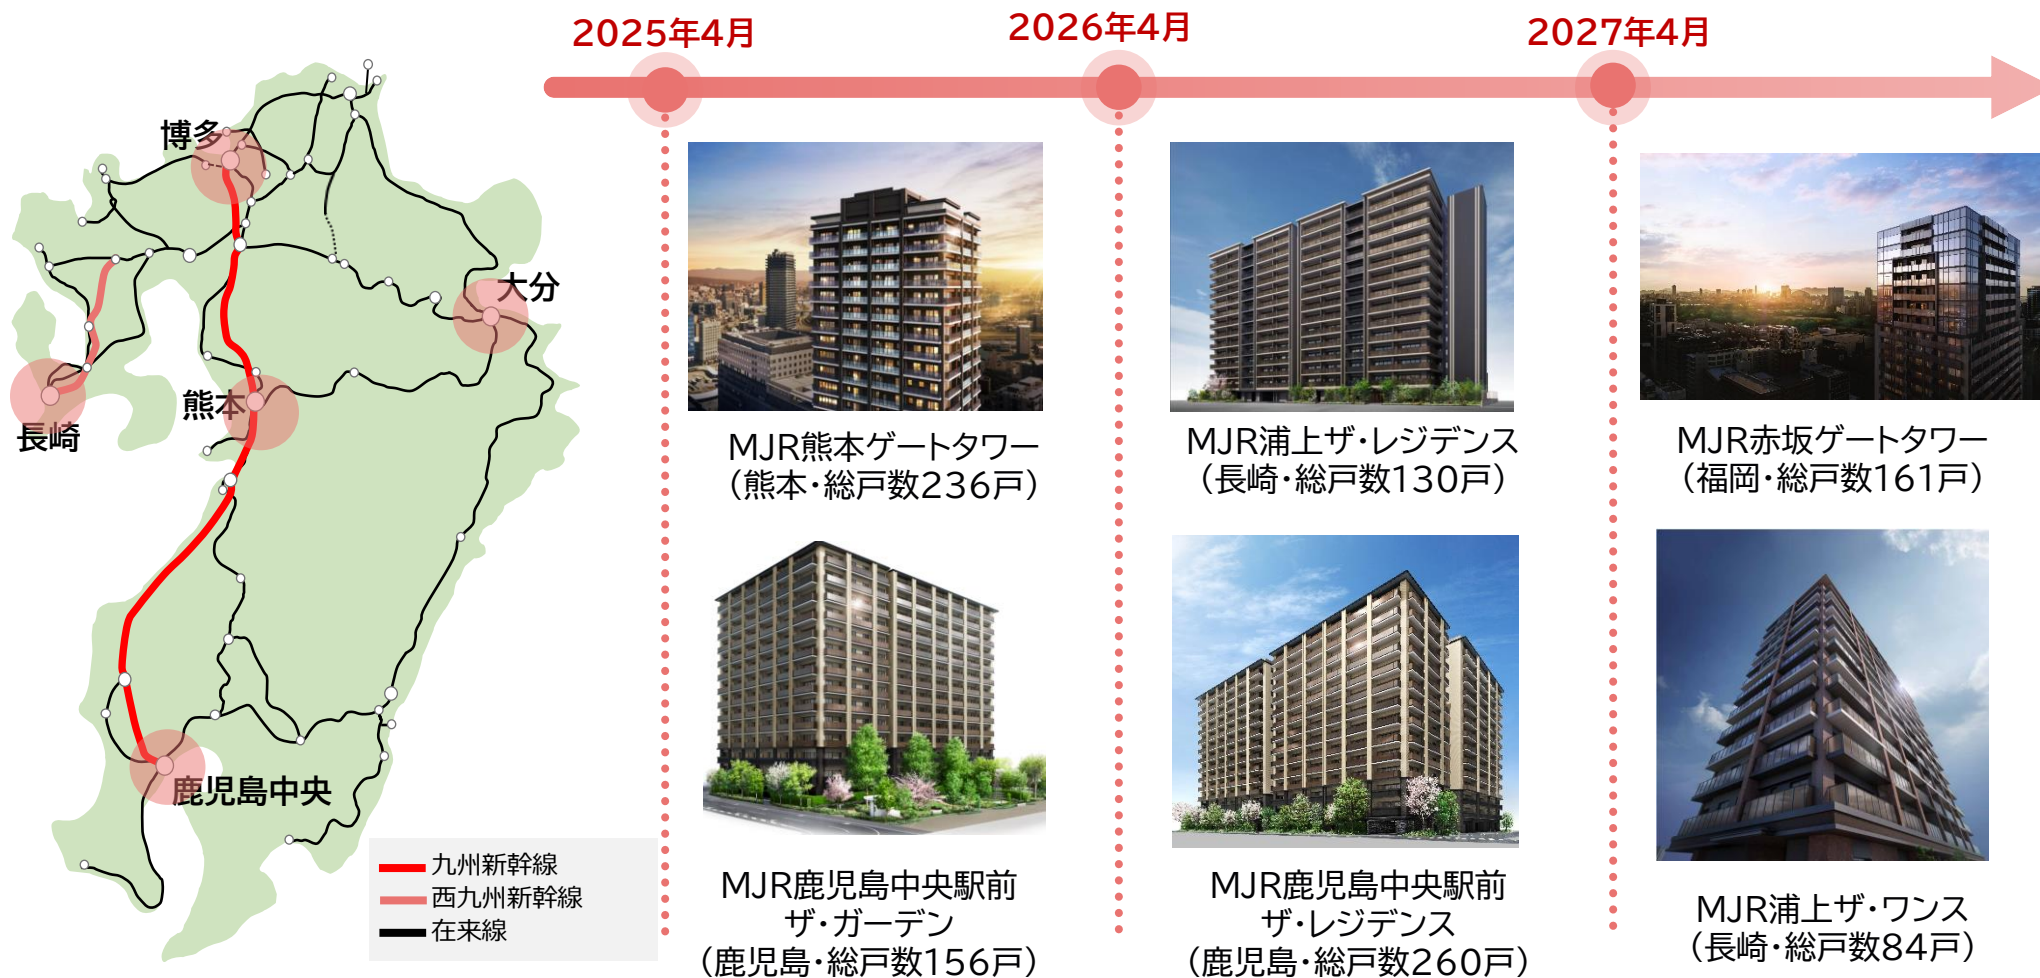 2025年4月
2026年4月
2027年4月
博多
大分
熊本
長崎
鹿児島中央
九州新幹線
西九州新幹線
在来線
MJR熊本ゲートタワー
（熊本・総戸数236戸）
MJR鹿児島中央駅前
ザ・ガーデン
（鹿児島・総戸数156戸）
MJR浦上ザ・レジデンス
（長崎・総戸数130戸）
MJR鹿児島中央駅前
ザ・レジデンス
（鹿児島・総戸数260戸）
MJR赤坂ゲートタワー
（福岡・総戸数161戸）
MJR浦上ザ・ワンス
（長崎・総戸数84戸）